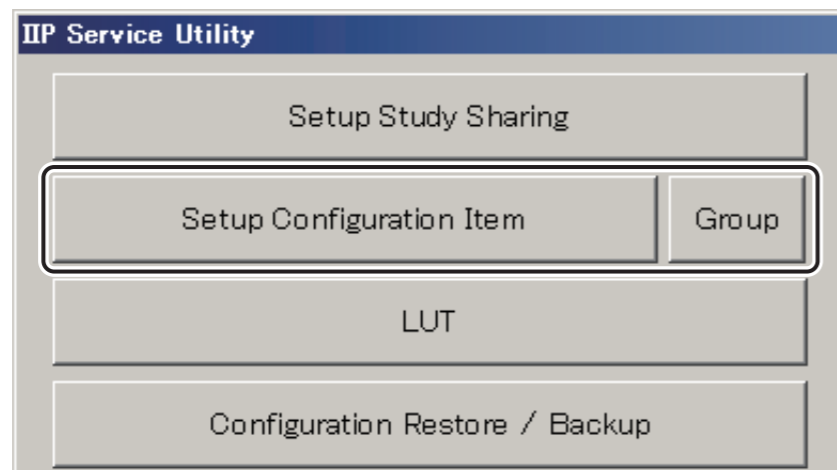 IIP Service Utility
Setup Study Sharing
Setup Configuration Item Group
LUT
Configuration Restore / Backup